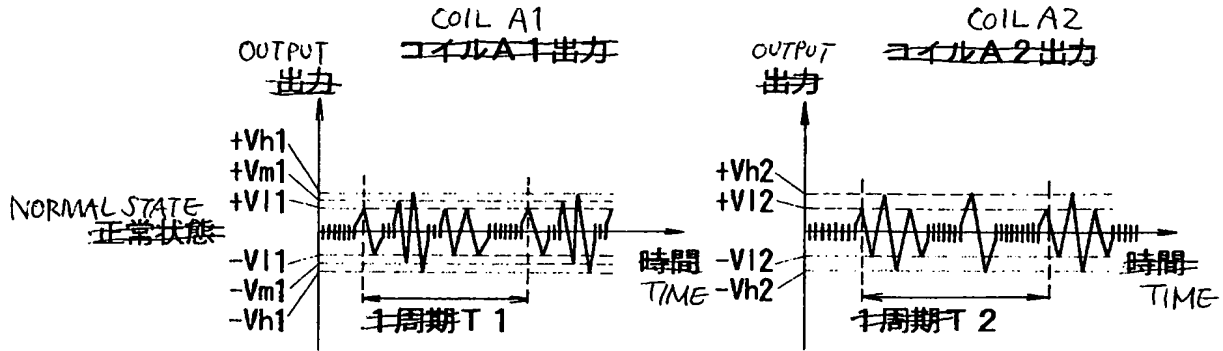 COIL A1
コイルA1出力
OUTPUT
出力
+Vh1
+Vm1
+Vl1
NORMAL STATE
正常状態
-Vl1
-Vm1
-Vh1
時間
TIME
1周期T1
COIL A2
コイルA2出力
OUTPUT
出力
+Vh2
+Vl2
-Vl2
-Vh2
時間
TIME
1周期T2